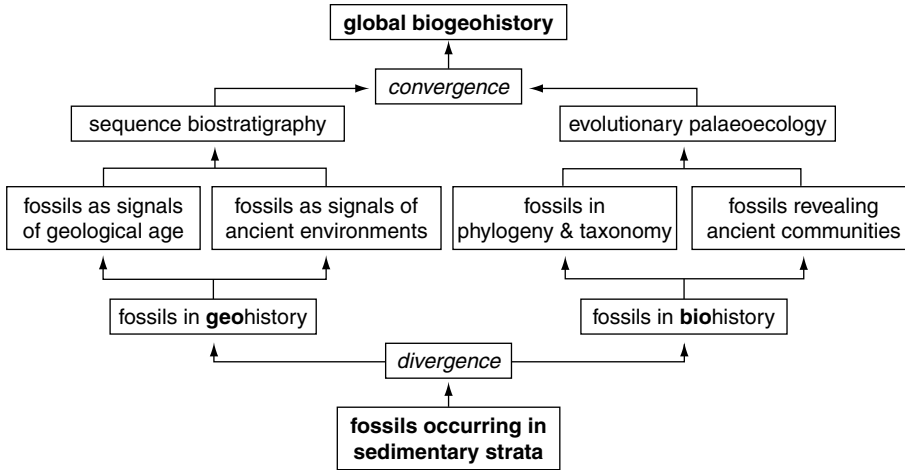 global biogeohistory
convergence
sequence biostratigraphy
evolutionary palaeoecology
fossils as signals
of geological age
fossils as signals of
ancient environments
fossils in
phylogeny & taxonomy
fossils revealing
ancient communities
fossils in geohistory
fossils in biohistory
divergence
fossils occurring in
sedimentary strata